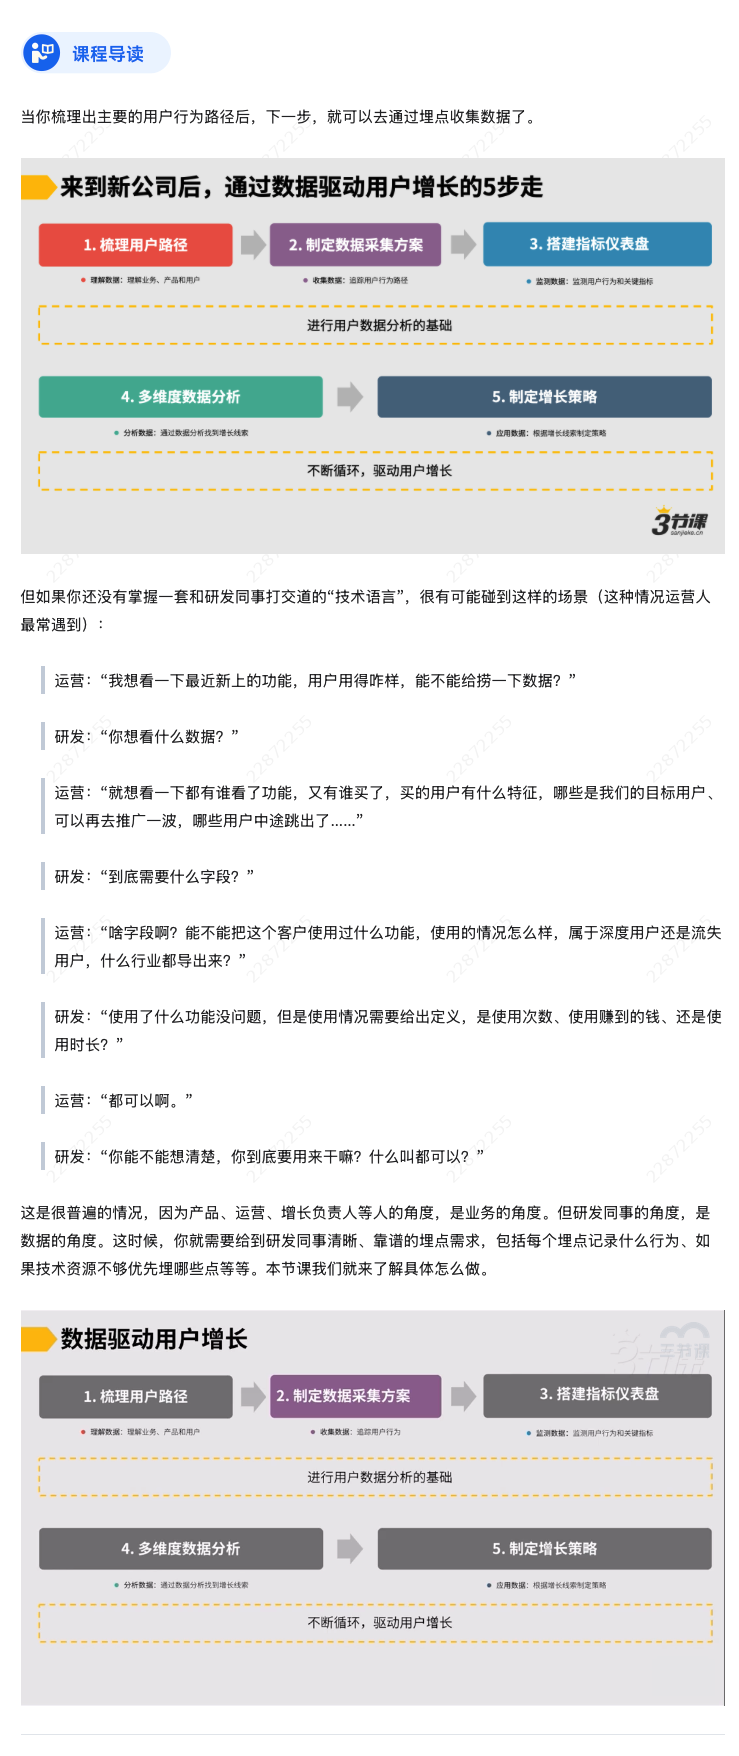 课程导读
当你梳理出主要的用户行为路径后，下一步，就可以去通过埋点收集数据了。
来到新公司后，通过数据驱动用户增长的5步走
1. 梳理用户路径
2. 制定数据采集方案
3. 搭建指标仪表盘
理解数据：理解业务、产品和用户
收集数据：追踪用户行为路径
监测数据：监测用户行为和关键指标
进行用户数据分析的基础
4. 多维度数据分析
5. 制定增长策略
分析数据：通过数据分析找到增长线索
应用数据：根据增长线索制定策略
不断循环，驱动用户增长
3节课
sanjieke.cn
但如果你还没有掌握一套和研发同事打交道的“技术语言”，很有可能碰到这样的场景（这种情况运营人
最常遇到）：
运营：“我想看一下最近新上的功能，用户用得咋样，能不能给捞一下数据？”
研发：“你想看什么数据？”
运营：“就想看一下都有谁看了功能，又有谁买了，买的用户有什么特征，哪些是我们的目标用户、
可以再去推广一波，哪些用户中途跳出了……”
研发：“到底需要什么字段？”
运营：“啥字段啊？能不能把这个客户使用过什么功能，使用的情况怎么样，属于深度用户还是流失
用户，什么行业都导出来？”
研发：“使用了什么功能没问题，但是使用情况需要给出定义，是使用次数、使用赚到的钱、还是使
用时长？”
运营：“都可以啊。”
研发：“你能不能想清楚，你到底要用来干嘛？什么叫都可以？”
这是很普遍的情况，因为产品、运营、增长负责人等人的角度，是业务的角度。但研发同事的角度，是
数据的角度。这时候，你就需要给到研发同事清晰、靠谱的埋点需求，包括每个埋点记录什么行为、如
果技术资源不够优先埋哪些点等等。本节课我们就来了解具体怎么做。
数据驱动用户增长
三节课
1. 梳理用户路径
2. 制定数据采集方案
3. 搭建指标仪表盘
理解数据：理解业务、产品和用户
收集数据：追踪用户行为
监测数据：监测用户行为和关键指标
进行用户数据分析的基础
4. 多维度数据分析
5. 制定增长策略
分析数据：通过数据分析找到增长线索
应用数据：根据增长线索制定策略
不断循环，驱动用户增长
22872255